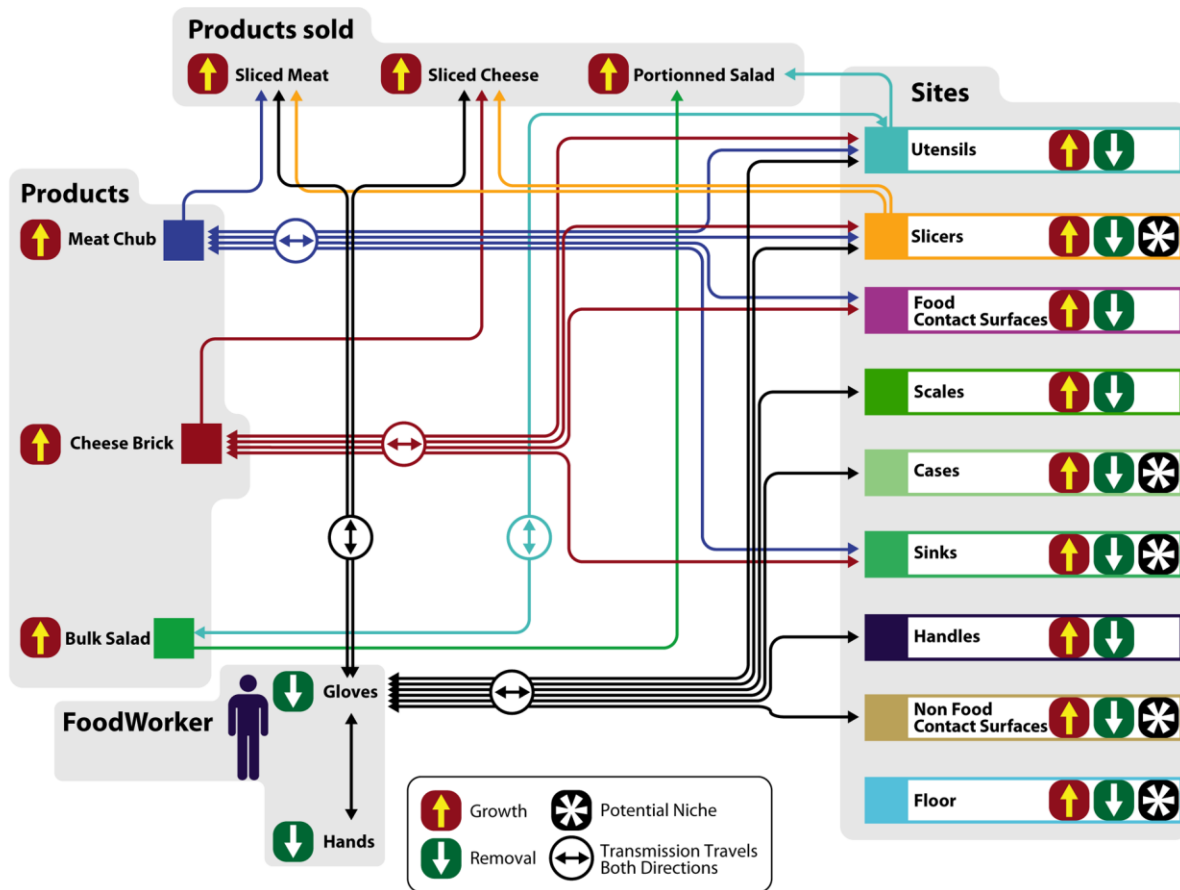 Products sold
Sliced Meat
Sliced Cheese
Portionned Salad
Sites
Utensils
Products
Meat Chub
Slicers
Food
Contact Surfaces
Scales
Cheese Brick
Cases
Sinks
Bulk Salad
Handles
Gloves
FoodWorker
Non Food
Contact Surfaces
Floor
Hands
Growth
Potential Niche
Removal
Transmission Travels
Both Directions